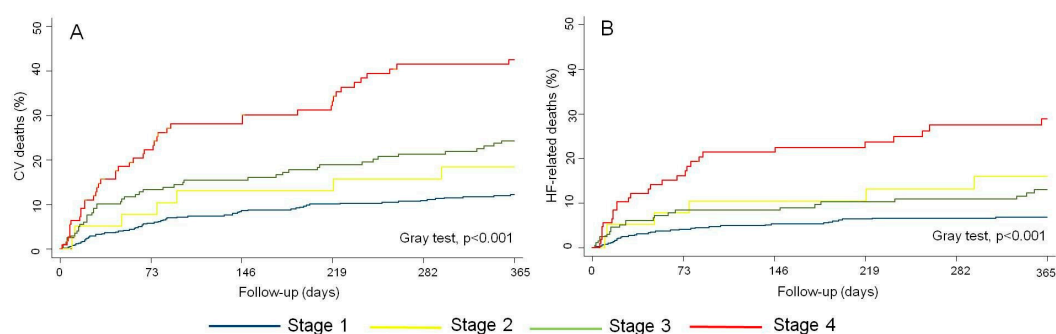 A
CV deaths (%)
50
40
30
20
10
0
0 73 146 219 282 365
Follow-up (days)
Gray test, p<0.001
B
HF-related deaths (%)
50
40
30
20
10
0
0 73 146 219 282 365
Follow-up (days)
Gray test, p<0.001
Stage 1 Stage 2 Stage 3 Stage 4